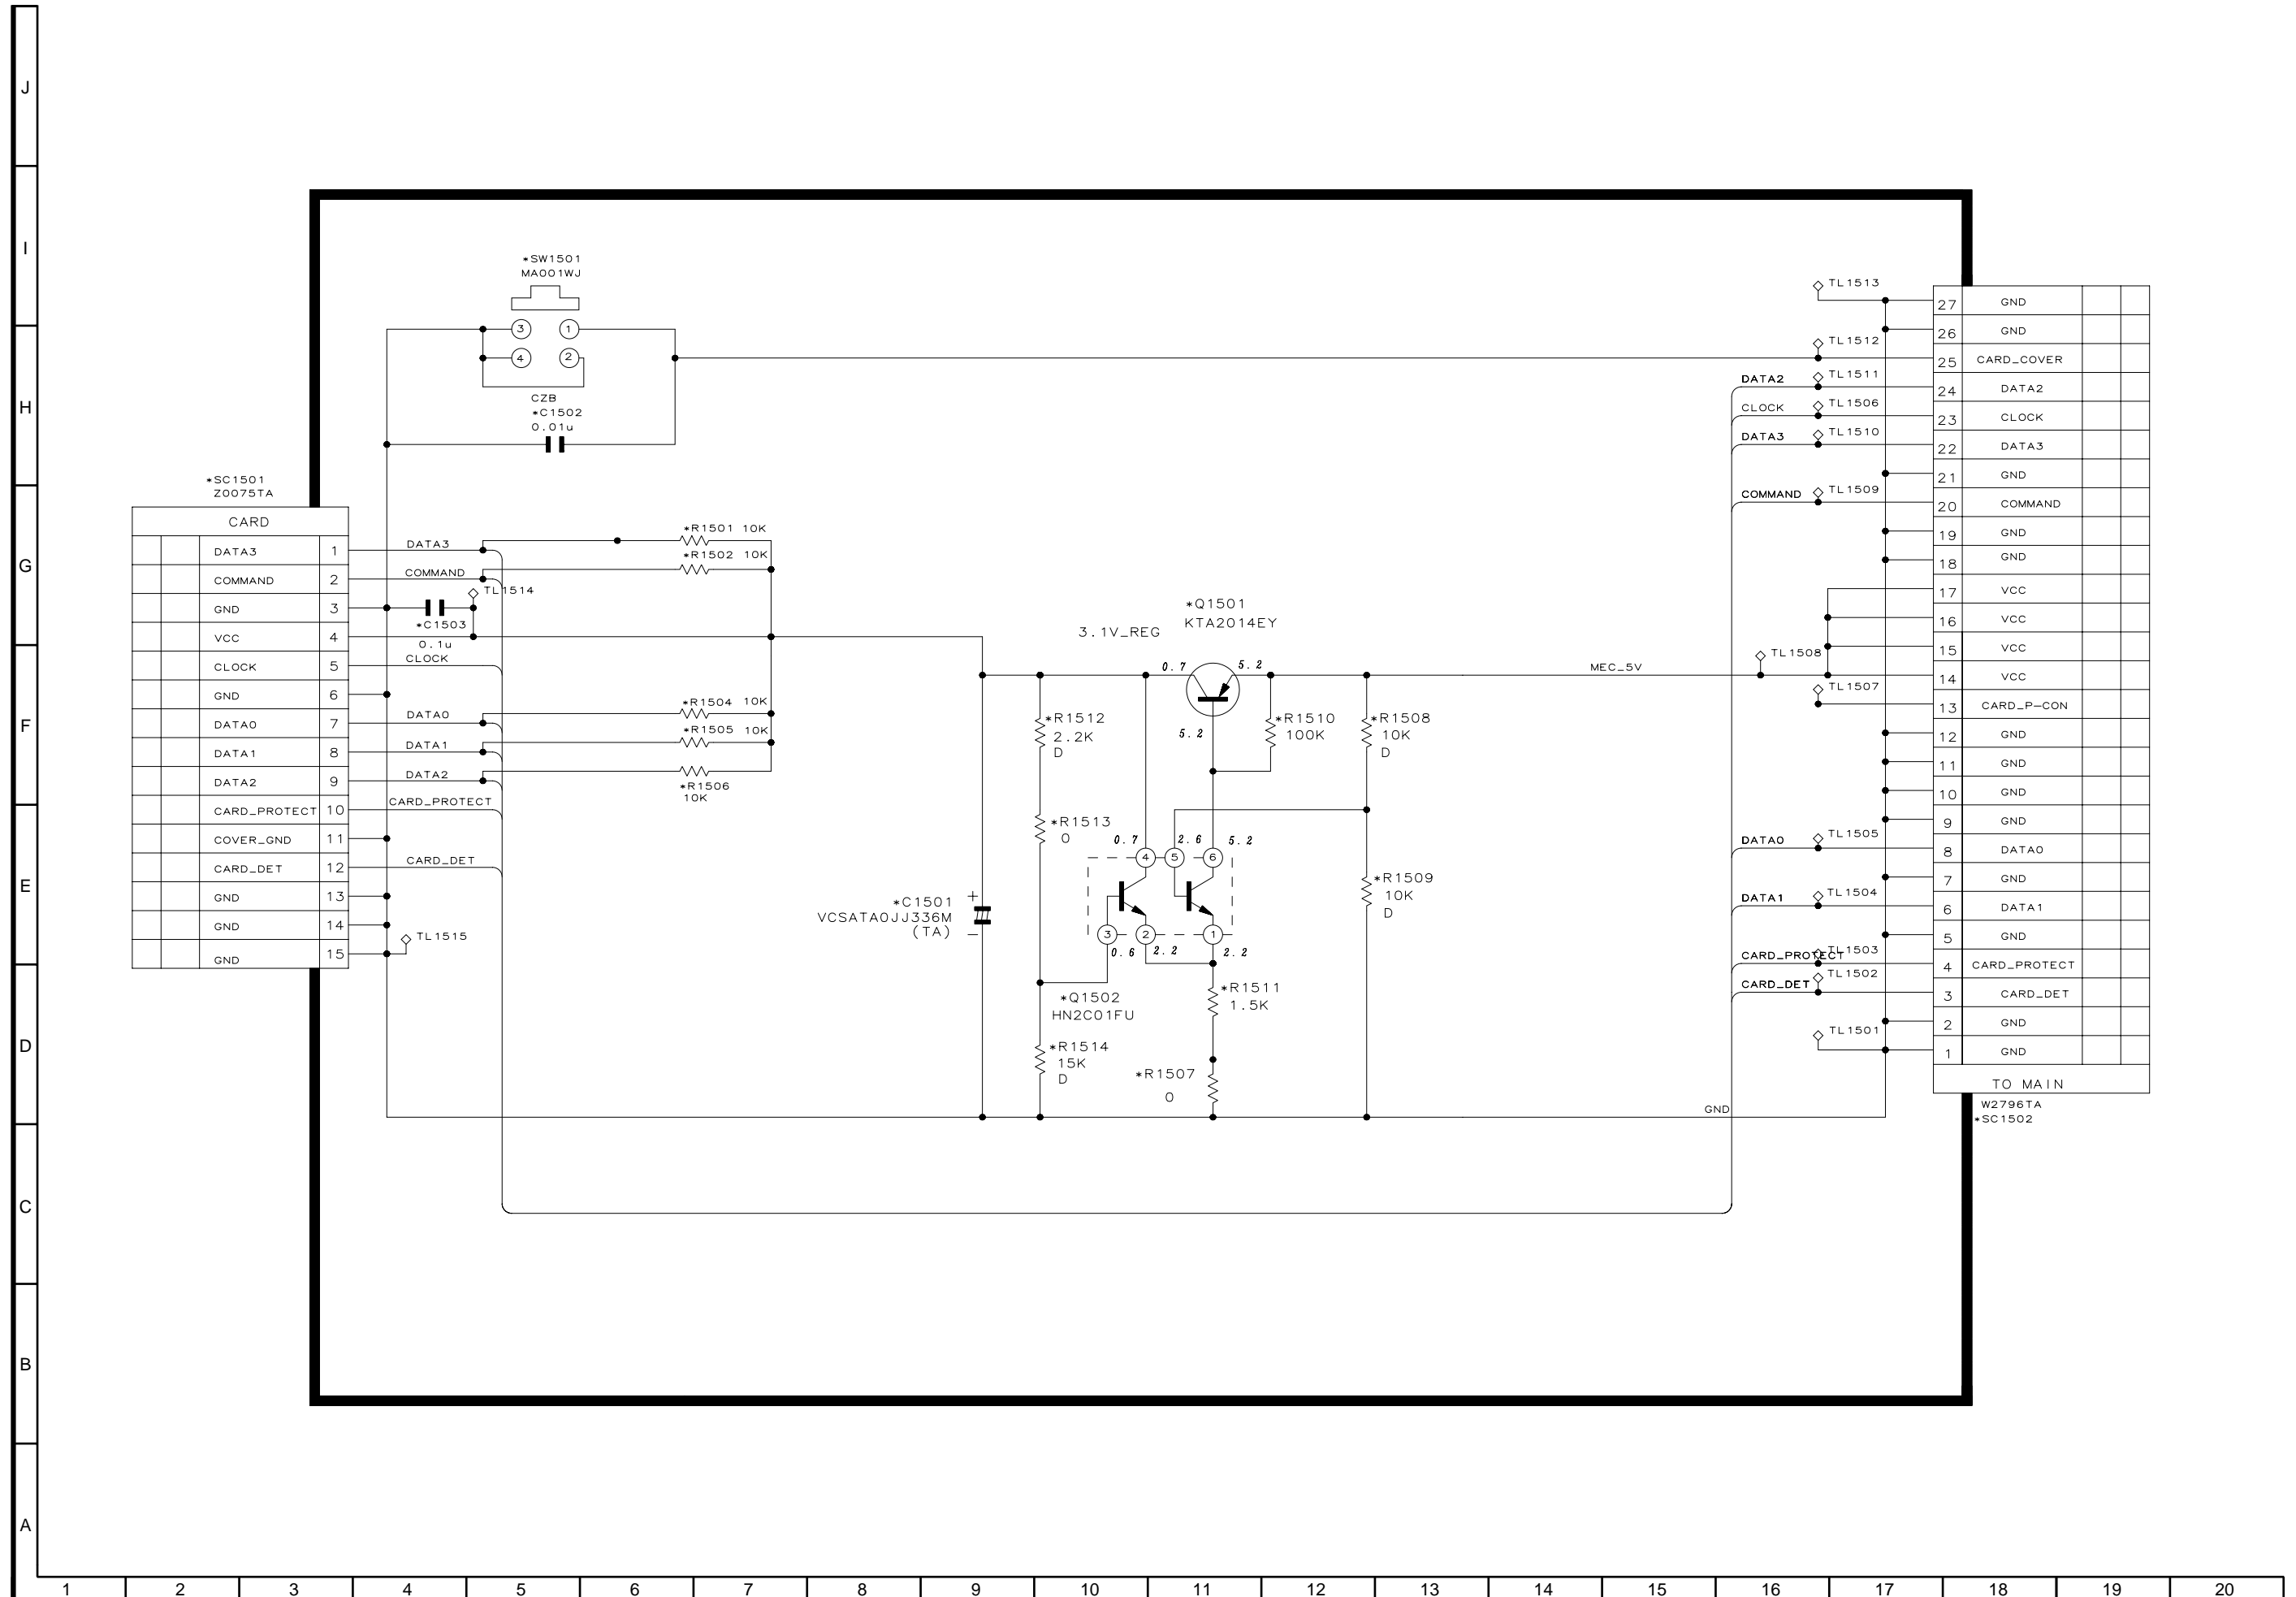 J
I
H
G
F
E
D
C
B
A
1 2 3 4 5 6 7 8 9 10 11 12 13 14 15 16 17 18 19 20
*SW1501
MA001WJ
3 1
4 2
CZB
*C1502
0.01u
*SC1501
Z0075TA
CARD
DATA3 1
COMMAND 2
GND 3
VCC 4
CLOCK 5
GND 6
DATA0 7
DATA1 8
DATA2 9
CARD_PROTECT 10
COVER_GND 11
CARD_DET 12
GND 13
GND 14
GND 15
DATA3
COMMAND
TL1514
*C1503
0.1u
CLOCK
DATA0
DATA1
DATA2
CARD_PROTECT
CARD_DET
TL1515
*R1501 10K
*R1502 10K
*R1504 10K
*R1505 10K
*R1506
10K
*C1501
VCSATA0JJ336M
(TA)
+
-
3.1V_REG
*Q1501
KTA2014EY
0.7
5.2
5.2
*R1512
2.2K
D
*R1510
100K
*R1508
10K
D
*R1513
0
0.7 2.6 5.2
4 5 6
3 2 1
0.6 2.2 2.2
*R1509
10K
D
*Q1502
HN2C01FU
*R1511
1.5K
*R1514
15K
D
*R1507
0
MEC_5V
GND
TL1513
TL1512
DATA2 TL1511
CLOCK TL1506
DATA3 TL1510
COMMAND TL1509
TL1508
TL1507
DATA0 TL1505
DATA1 TL1504
CARD_PROTECT TL1503
CARD_DET TL1502
TL1501
27 GND
26 GND
25 CARD_COVER
24 DATA2
23 CLOCK
22 DATA3
21 GND
20 COMMAND
19 GND
18 GND
17 VCC
16 VCC
15 VCC
14 VCC
13 CARD_P-CON
12 GND
11 GND
10 GND
9 GND
8 DATA0
7 GND
6 DATA1
5 GND
4 CARD_PROTECT
3 CARD_DET
2 GND
1 GND
TO MAIN
W2796TA
*SC1502